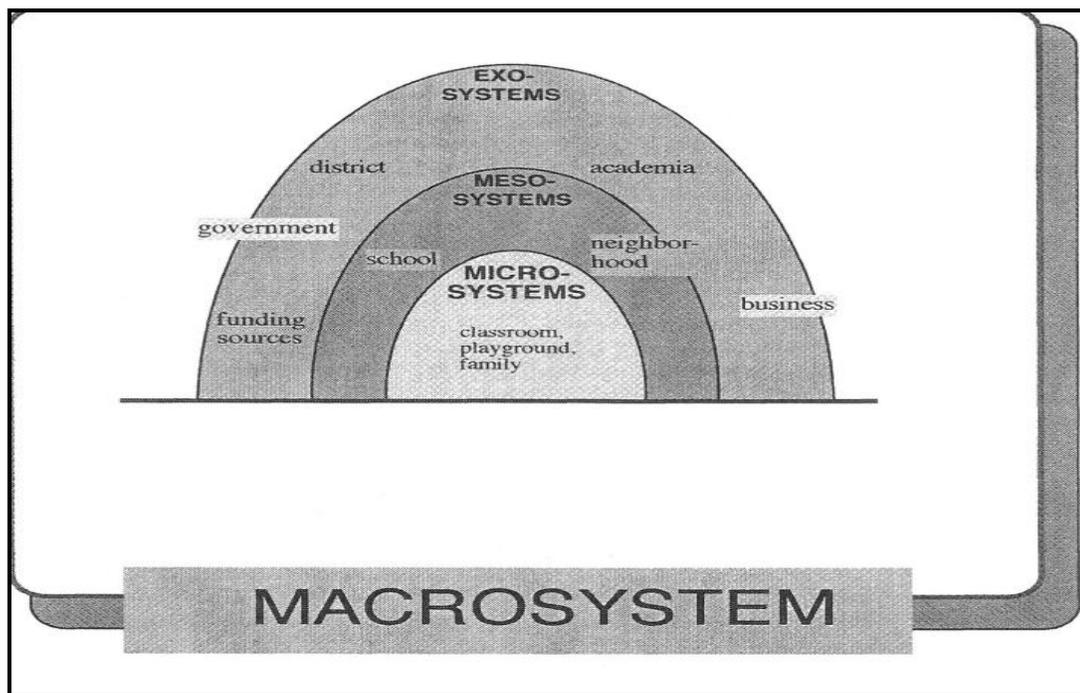 EXO-
SYSTEMS
district
academia
MESO-
SYSTEMS
government
school
neighbor-
hood
MICRO-
SYSTEMS
business
funding
sources
classroom,
playground,
family
MACROSYSTEM